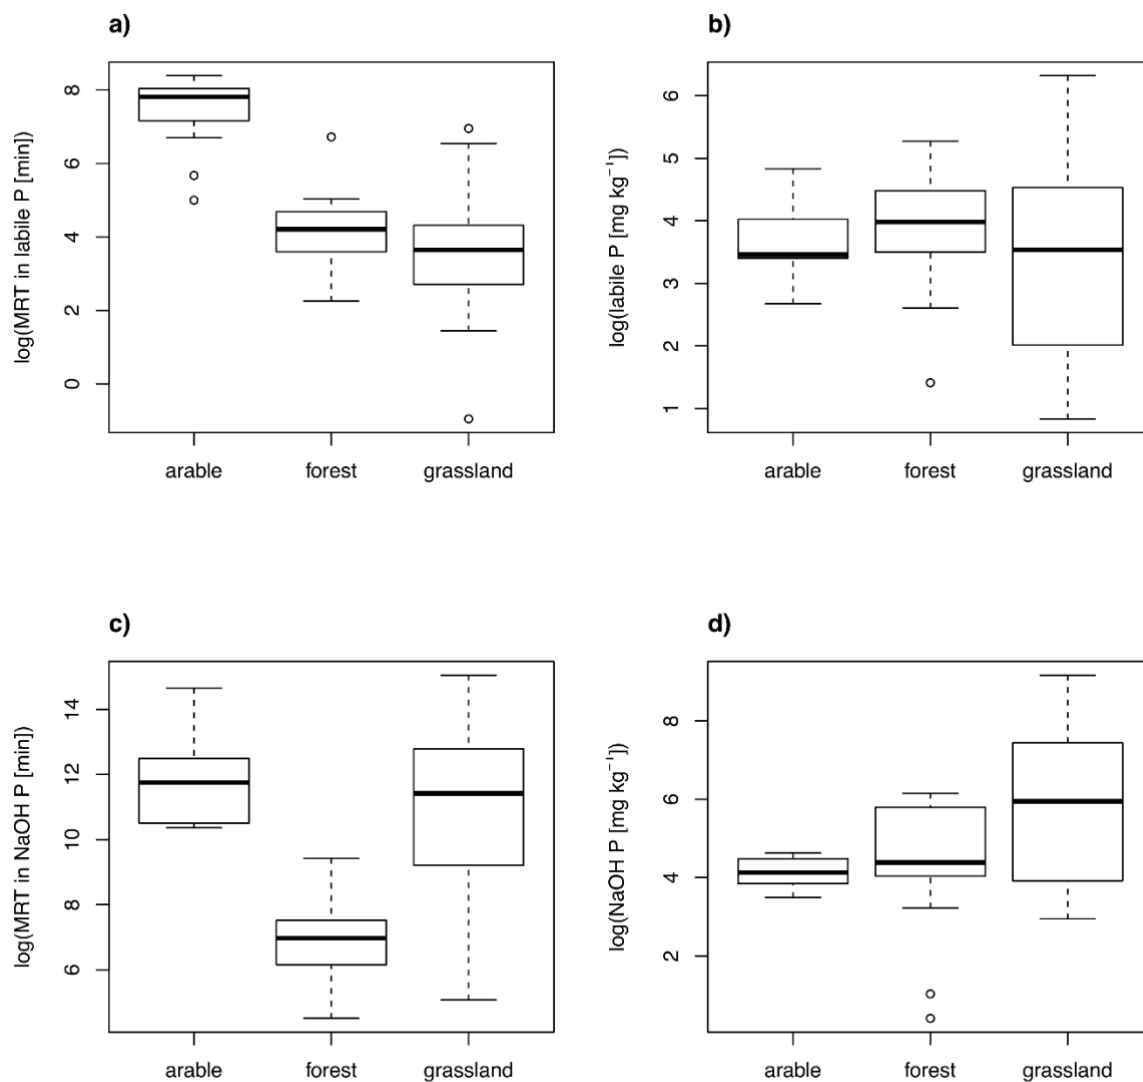 a)
log(MRT in labile P [min])
8
6
4
2
0
arable forest grassland
b)
log(labile P [mg kg⁻¹])
6
5
4
3
2
1
arable forest grassland
c)
log(MRT in NaOH P [min])
14
12
10
8
6
arable forest grassland
d)
log(NaOH P [mg kg⁻¹])
8
6
4
2
arable forest grassland